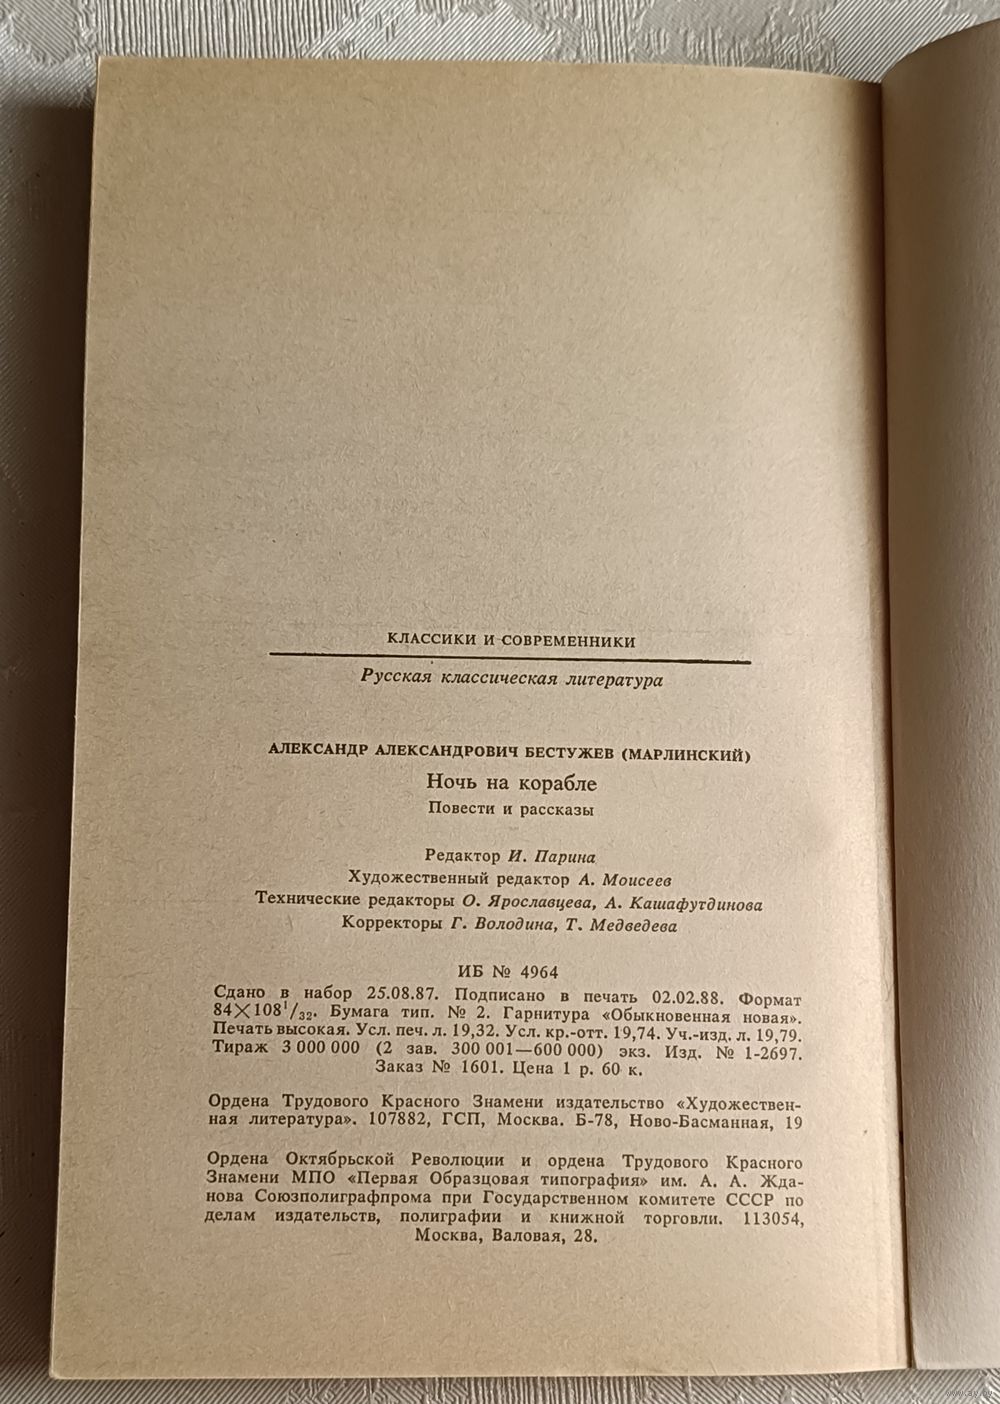 КЛАССИКИ И СОВРЕМЕННИКИ
Русская классическая литература
АЛЕКСАНДР АЛЕКСАНДРОВИЧ БЕСТУЖЕВ (МАРЛИНСКИЙ)
Ночь на корабле
Повести и рассказы
Редактор И. Парина
Художественный редактор А. Моисеев
Технические редакторы О. Ярославцева, А. Кашафутдинова
Корректоры Г. Володина, Т. Медведева
ИБ № 4964
Сдано в набор 25.08.87. Подписано в печать 02.02.88. Формат
84×108¹/₃₂. Бумага тип. № 2. Гарнитура «Обыкновенная новая».
Печать высокая. Усл. печ. л. 19,32. Усл. кр.-отт. 19,74. Уч.-изд. л. 19,79.
Тираж 3 000 000 (2 зав. 300 001—600 000) экз. Изд. № 1-2697.
Заказ № 1601. Цена 1 р. 60 к.
Ордена Трудового Красного Знамени издательство «Художествен-
ная литература». 107882, ГСП, Москва. Б-78, Ново-Басманная, 19
Ордена Октябрьской Революции и ордена Трудового Красного
Знамени МПО «Первая Образцовая типография» им. А. А. Жда-
нова Союзполиграфпрома при Государственном комитете СССР по
делам издательств, полиграфии и книжной торговли. 113054,
Москва, Валовая, 28.
www.ay.by